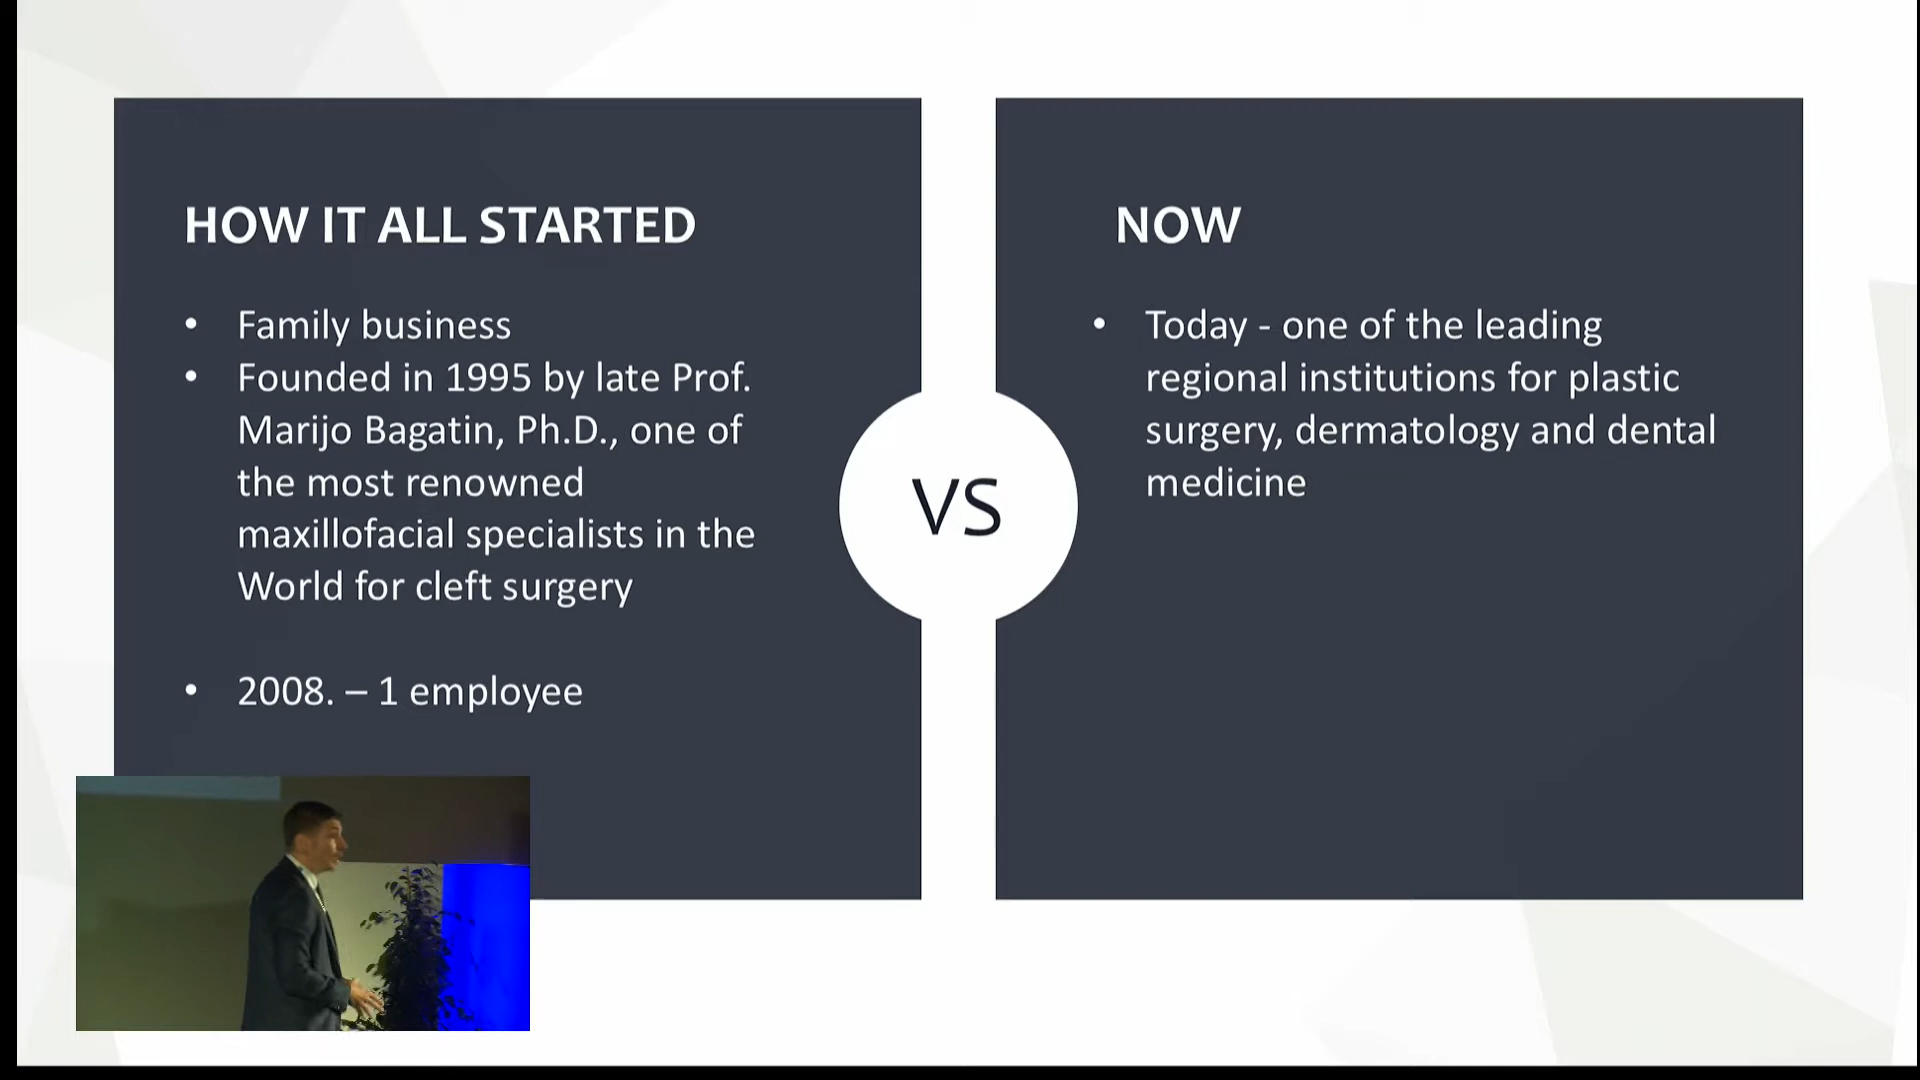 HOW IT ALL STARTED
• Family business
• Founded in 1995 by late Prof.
Marijo Bagatin, Ph.D., one of
the most renowned
maxillofacial specialists in the
World for cleft surgery
• 2008. – 1 employee
VS
NOW
• Today - one of the leading
regional institutions for plastic
surgery, dermatology and dental
medicine